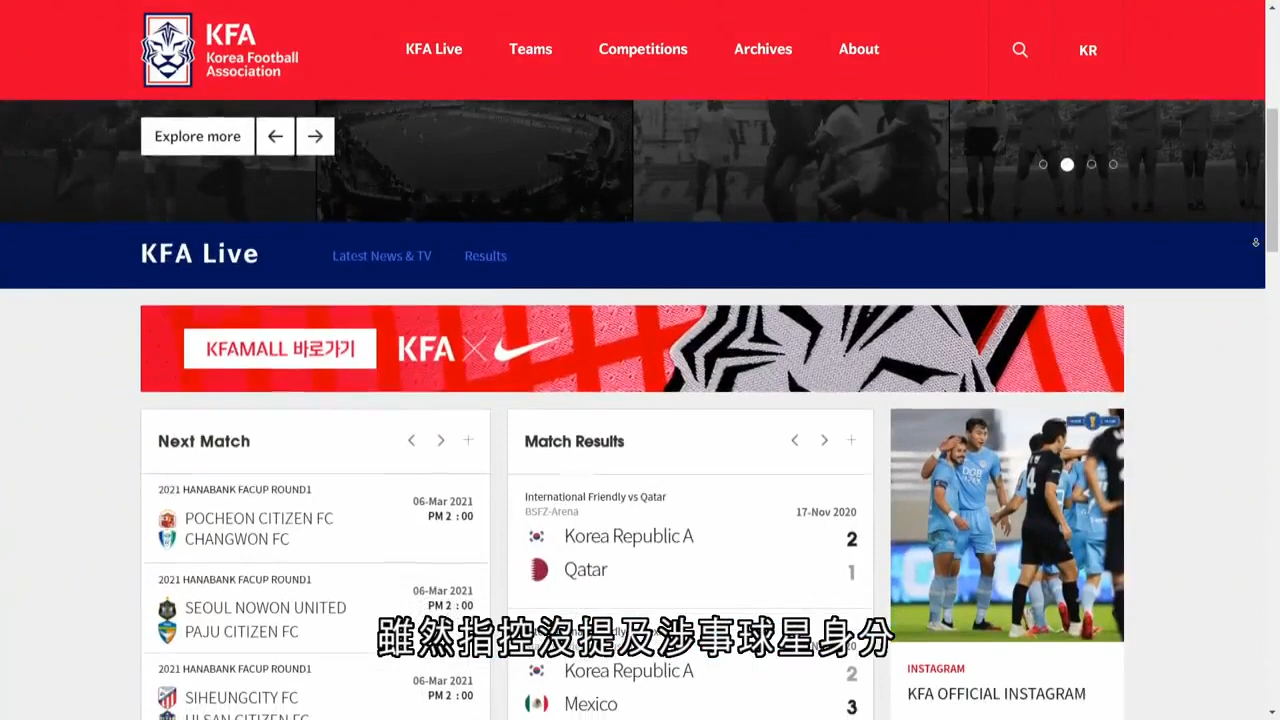 KFA
Korea Football
Association
KFA Live
Teams
Competitions
Archives
About
KR
Explore more
KFA Live
Latest News & TV
Results
KFAMALL 바로가기
KFA
Next Match
Match Results
2021 HANABANK FACUP ROUND1
06-Mar 2021
PM 2 : 00
POCHEON CITIZEN FC
CHANGWON FC
2021 HANABANK FACUP ROUND1
06-Mar 2021
PM 2 : 00
SEOUL NOWON UNITED
PAJU CITIZEN FC
2021 HANABANK FACUP ROUND1
06-Mar 2021
PM 2 : 00
SIHEUNGCITY FC
ULSAN CITIZEN FC
International Friendly vs Qatar
BSFZ-Arena
17-Nov 2020
Korea Republic A
2
Qatar
1
Korea Republic A
2
Mexico
3
INSTAGRAM
KFA OFFICIAL INSTAGRAM
雖然指控沒提及涉事球星身分